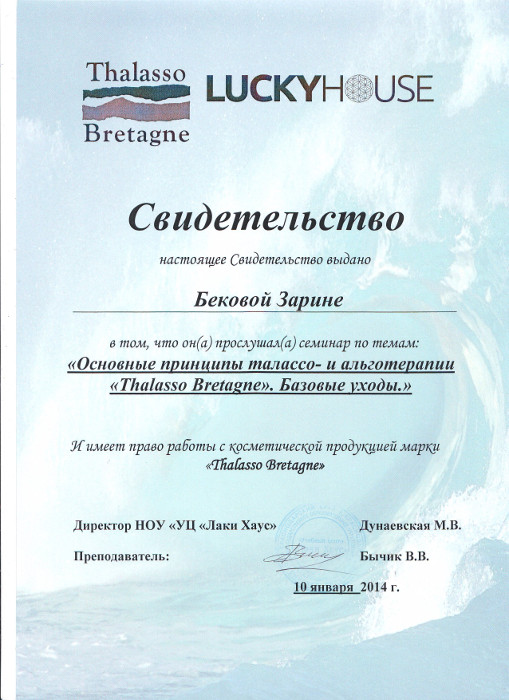 Thalasso
Bretagne
LUCKYHOUSE
Свидетельство
настоящее Свидетельство выдано
Бековой Зарине
в том, что он(а) прослушал(а) семинар по темам:
«Основные принципы талассо- и альготерапии
«Thalasso Bretagne». Базовые уходы.»
И имеет право работы с косметической продукцией марки
«Thalasso Bretagne»
Директор НОУ «УЦ «Лаки Хаус» Дунаевская М.В.
Преподаватель: Бычик В.В.
10 января 2014 г.